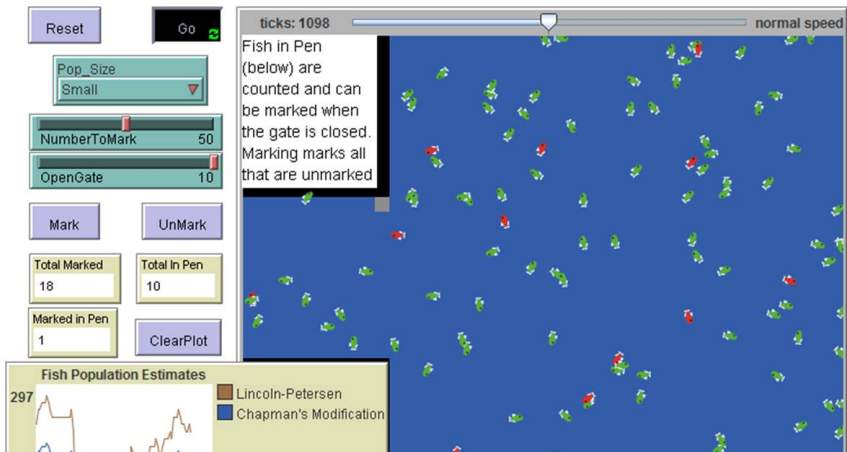 Reset
Go
ticks: 1098
normal speed
Pop_Size
Small
NumberToMark 50
OpenGate 10
Mark
UnMark
Total Marked
18
Total In Pen
10
Marked in Pen
1
ClearPlot
Fish in Pen
(below) are
counted and can
be marked when
the gate is closed.
Marking marks all
that are unmarked
Fish Population Estimates
297
Lincoln-Petersen
Chapman's Modification